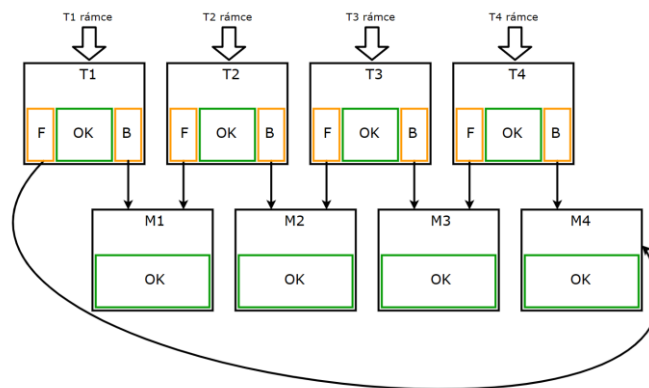 T1 rámce T2 rámce T3 rámce T4 rámce
T1 T2 T3 T4
F OK B F OK B F OK B F OK B
M1 M2 M3 M4
OK OK OK OK